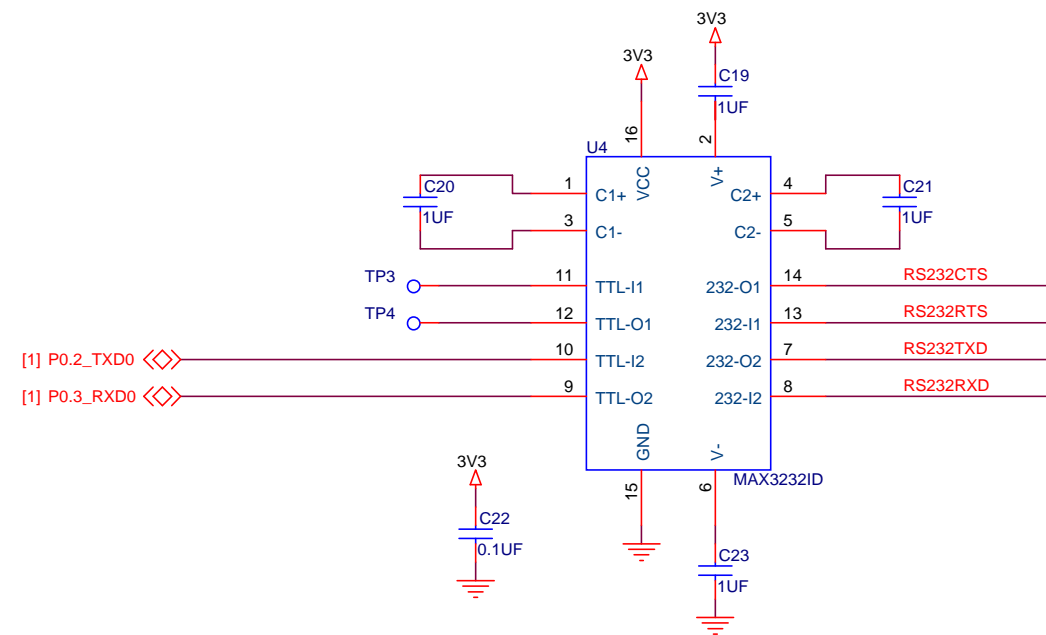 3V3
3V3
C19
1UF
16
2
U4
VCC
V+
C20
1UF
1
C1+
3
C1-
4
C2+
5
C2-
C21
1UF
TP3
11
TTL-I1
14
232-O1
RS232CTS
TP4
12
TTL-O1
13
232-I1
RS232RTS
[1] P0.2_TXD0
10
TTL-I2
7
232-O2
RS232TXD
[1] P0.3_RXD0
9
TTL-O2
8
232-I2
RS232RXD
GND
V-
MAX3232ID
15
6
3V3
C22
0.1UF
C23
1UF